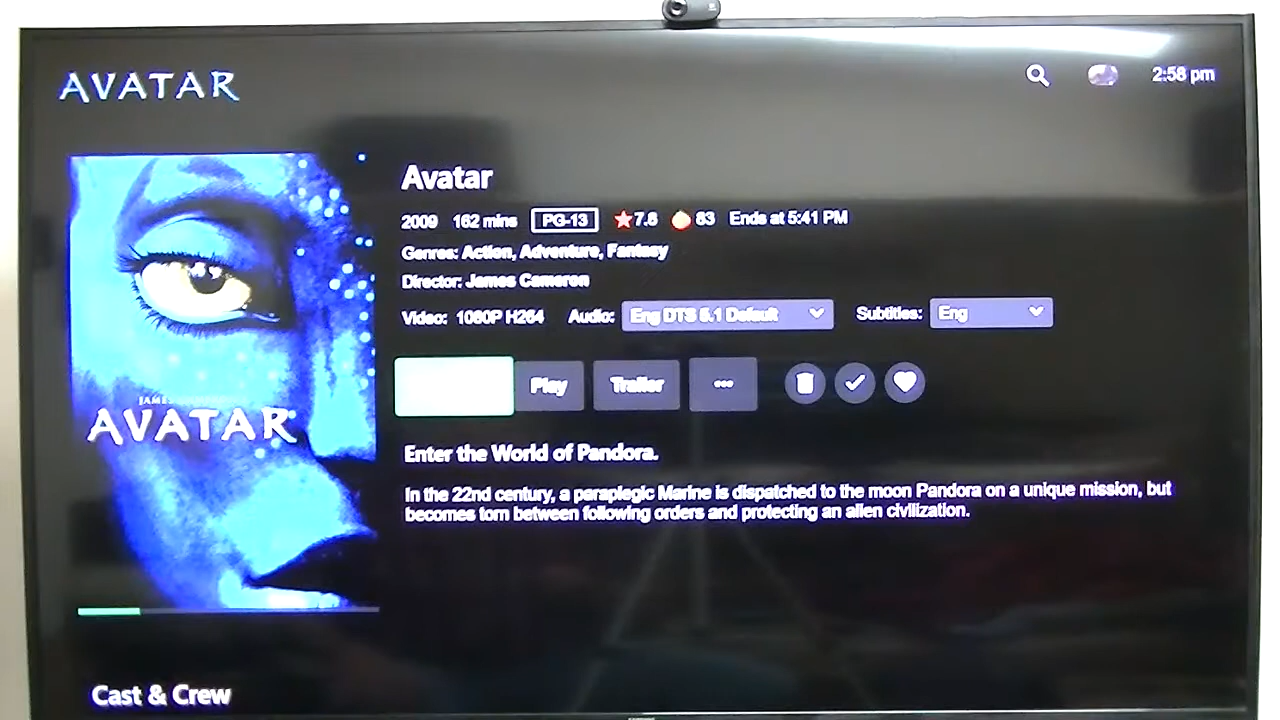 AVATAR
2:58 pm
Avatar
2009 162 mins PG-13 7.8 83 Ends at 5:41 PM
Genres: Action, Adventure, Fantasy
Director: James Cameron
Video: 1080P H264 Audio: Eng DTS 5.1 Default Subtitles: Eng
Play Trailer ...
AVATAR
Enter the World of Pandora.
In the 22nd century, a paraplegic Marine is dispatched to the moon Pandora on a unique mission, but
becomes torn between following orders and protecting an alien civilization.
Cast & Crew